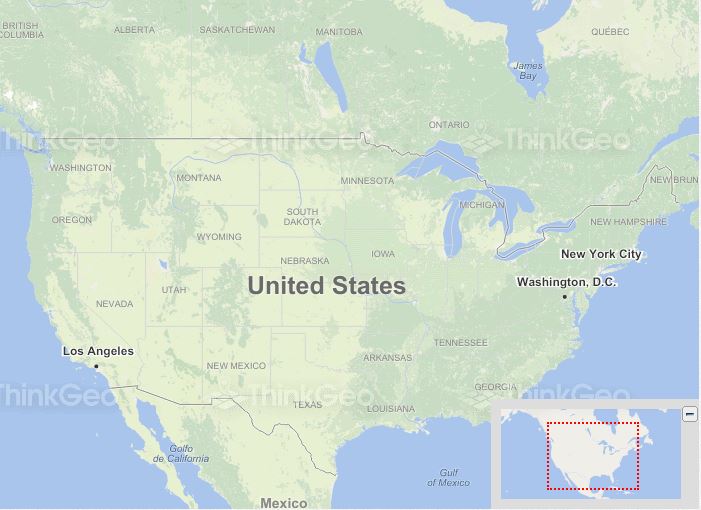 BRITISH
COLUMBIA
ALBERTA
SASKATCHEWAN
MANITOBA
QUÉBEC
James
Bay
ONTARIO
ThinkGeo
ThinkGeo
ThinkGeo
WASHINGTON
MONTANA
MINNESOTA
NEW BRUN
MICHIGAN
OREGON
SOUTH
DAKOTA
NEW HAMPSHIRE
WYOMING
IOWA
New York City
NEBRASKA
United States
Washington, D.C.
UTAH
NEVADA
TENNESSEE
Los Angeles
ARKANSAS
NEW MEXICO
GEORGIA
ThinkGeo
ThinkGeo
ThinkGeo
TEXAS
LOUISIANA
Golfo
de California
Gulf
of Mexico
Mexico